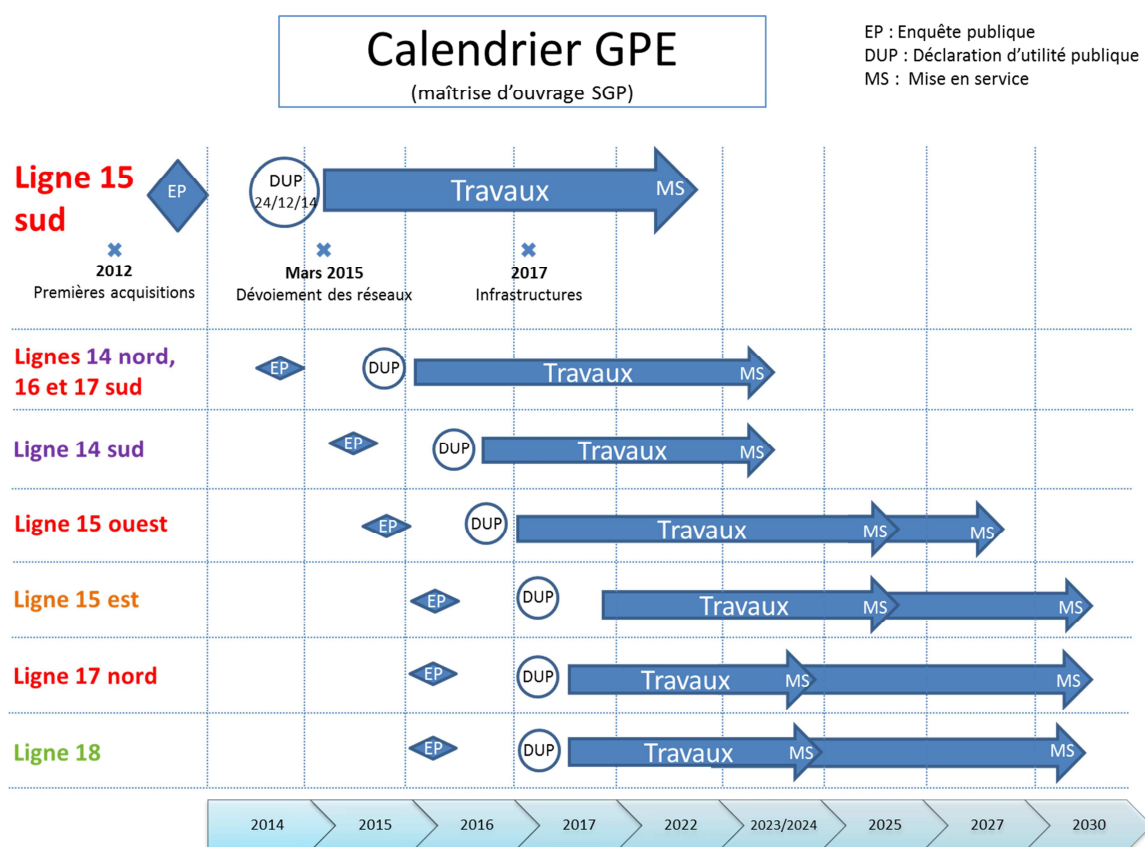 Calendrier GPE
(maîtrise d'ouvrage SGP)
EP : Enquête publique
DUP : Déclaration d'utilité publique
MS : Mise en service
Ligne 15
sud
EP
DUP
24/12/14
Travaux
MS
2012
Premières acquisitions
Mars 2015
Dévoiement des réseaux
2017
Infrastructures
Lignes 14 nord,
16 et 17 sud
EP
DUP
Travaux
MS
Ligne 14 sud
EP
DUP
Travaux
MS
Ligne 15 ouest
EP
DUP
Travaux
MS
MS
Ligne 15 est
EP
DUP
Travaux
MS
MS
Ligne 17 nord
EP
DUP
Travaux
MS
MS
Ligne 18
EP
DUP
Travaux
MS
MS
2014
2015
2016
2017
2022
2023/2024
2025
2027
2030